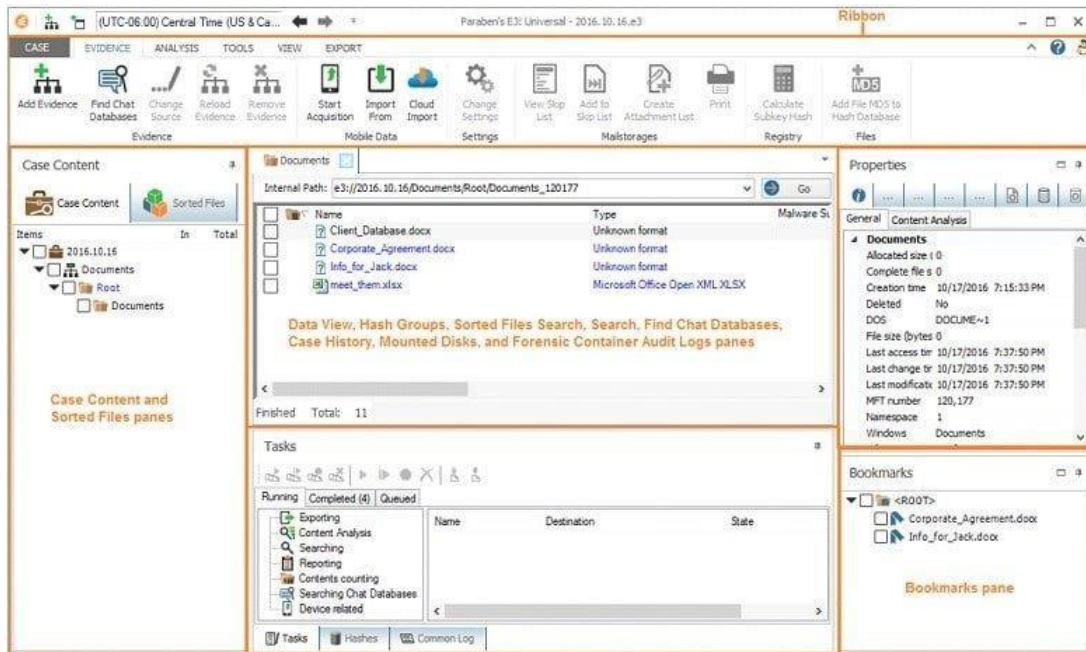 (UTC-06:00) Central Time (US & Ca...
Paraben's E3: Universal - 2016.10.16.e3
Ribbon
CASE EVIDENCE ANALYSIS TOOLS VIEW EXPORT
Add Evidence
Find Chat Databases
Change Source
Reload Evidence
Remove Evidence
Start Acquisition
Import From
Cloud Import
Change Settings
View Skip List
Add to Skip List
Create Attachment List
Print
Calculate Subkey Hash
MD5
Add File MD5 to Hash Database
Evidence Mobile Data Settings Mailstorages Registry Files
Case Content
Case Content Sorted Files
Items In Total
2016.10.16
Documents
Root
Documents
Case Content and
Sorted Files panes
Documents
Internal Path: e3://2016.10.16/Documents/Root/Documents_120177 Go
Name Type Malware Su
Client_Database.docx Unknown format
Corporate_Agreement.docx Unknown format
Info_for_Jack.docx Unknown format
meet_them.xlsx Microsoft Office Open XML XLSX
Data View, Hash Groups, Sorted Files Search, Search, Find Chat Databases,
Case History, Mounted Disks, and Forensic Container Audit Logs panes
Finished Total: 11
Tasks
Running Completed (4) Queued
Exporting
Content Analysis
Searching
Reporting
Contents counting
Searching Chat Databases
Device related
Name Destination State
Tasks Hashes Common Log
Properties
... ... ...
General Content Analysis
Documents
Allocated size ( 0
Complete file s 0
Creation time 10/17/2016 7:15:33 PM
Deleted No
DOS DOCUME~1
File size (bytes 0
Last access tir 10/17/2016 7:37:50 PM
Last change tir 10/17/2016 7:37:50 PM
Last modificatic 10/17/2016 7:37:50 PM
MFT number 120,177
Namespace 1
Windows Documents
Bookmarks
<ROOT>
Corporate_Agreement.docx
Info_for_Jack.docx
Bookmarks pane